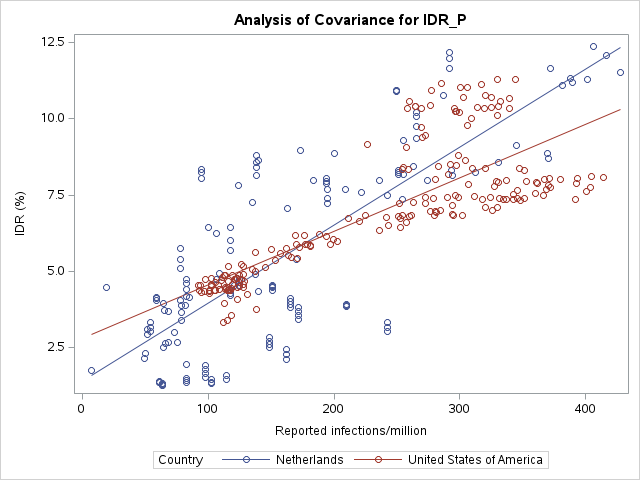 Analysis of Covariance for IDR_P
12.5
10.0
7.5
5.0
2.5
IDR (%)
0 100 200 300 400
Reported infections/million
Country Netherlands United States of America